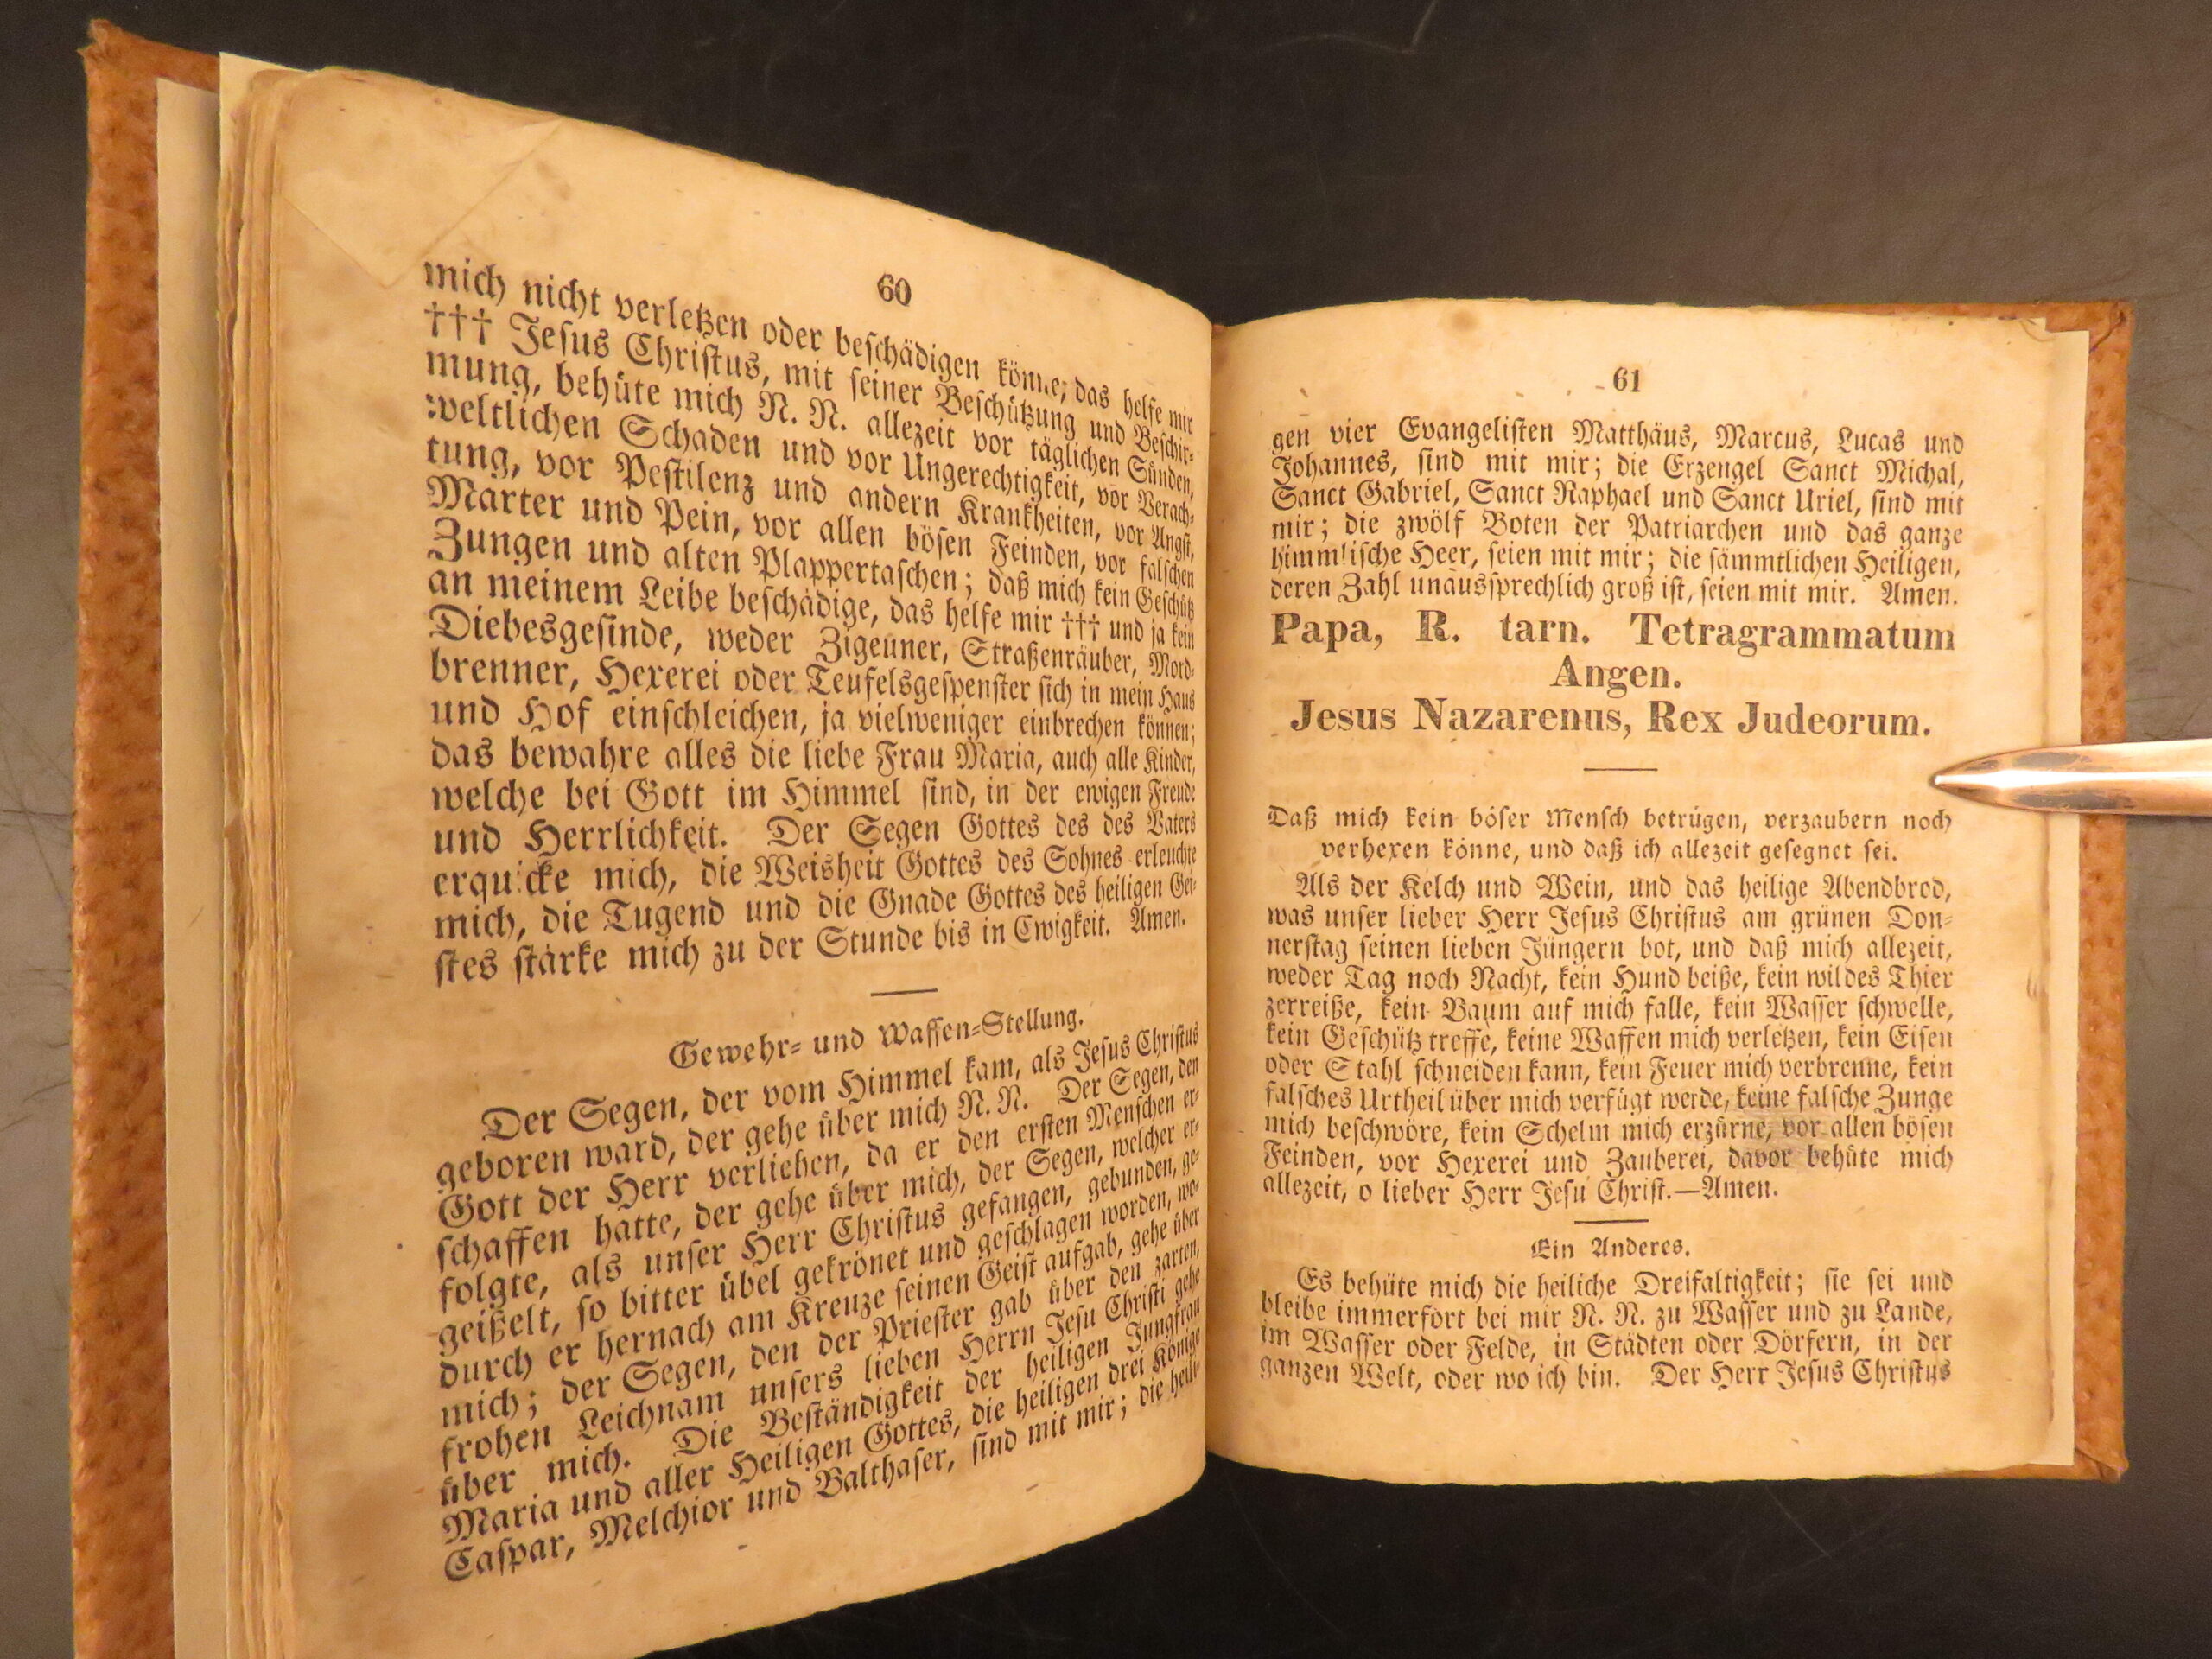 60
mich nicht verletzen oder beschädigen könne; das helfe mir
††† Jesus Christus, mit seiner Beschützung und Beschir-
mung, behüte mich N. N. allezeit vor täglichen Sünden,
weltlichen Schaden und vor Ungerechtigkeit, vor Verach-
tung, vor Pestilenz und andern Krankheiten, vor Angst,
Marter und Pein, vor allen bösen Feinden, vor falschen
Zungen und alten Plappertaschen; daß mich kein Geschütz
an meinem Leibe beschädige, das helfe mir ††† und ja kein
Diebesgesinde, weder Zigeuner, Straßenräuber, Mord-
brenner, Hexerei oder Teufelsgespenster sich in mein Haus
und Hof einschleichen, ja vielweniger einbrechen können;
das bewahre alles die liebe Frau Maria, auch alle Kinder,
welche bei Gott im Himmel sind, in der ewigen Freude
und Herrlichkeit. Der Segen Gottes des des Vaters
erquicke mich, die Weisheit Gottes des Sohnes erleuchte
mich, die Tugend und die Gnade Gottes des heiligen Gei-
stes stärke mich zu der Stunde bis in Ewigkeit. Amen.
Gewehr- und Waffen-Stellung.
Der Segen, der vom Himmel kam, als Jesus Christus
geboren ward, der gehe über mich N. N. Der Segen, den
Gott der Herr verliehen, da er den ersten Menschen er-
schaffen hatte, der gehe über mich, der Segen, welcher er-
folgte, als unser Herr Christus gefangen, gebunden, ge-
geißelt, so bitter übel gekrönet und geschlagen worden, wo-
durch er hernach am Kreuze seinen Geist aufgab, gehe über
mich; der Segen, den der Priester gab über den zarten,
frohen Leichnam unsers lieben Herrn Jesu Christi gehe
über mich. Die Beständigkeit der heiligen Jungfrau
Maria und aller Heiligen Gottes, die heiligen drei Könige
Caspar, Melchior und Balthaser, sind mit mir; die heili-
61
gen vier Evangelisten Matthäus, Marcus, Lucas und
Johannes, sind mit mir; die Erzengel Sanct Michal,
Sanct Gabriel, Sanct Raphael und Sanct Uriel, sind mit
mir; die zwölf Boten der Patriarchen und das ganze
himmlische Heer, seien mit mir; die sämmtlichen Heiligen,
deren Zahl unaussprechlich groß ist, seien mit mir. Amen.
Papa, R. tarn. Tetragrammatum
Angen.
Jesus Nazarenus, Rex Judeorum.
Daß mich kein böser Mensch betrügen, verzaubern noch
verhexen könne, und daß ich allezeit gesegnet sei.
Als der Kelch und Wein, und das heilige Abendbrod,
was unser lieber Herr Jesus Christus am grünen Don-
nerstag seinen lieben Jüngern bot, und daß mich allezeit,
weder Tag noch Nacht, kein Hund beiße, kein wildes Thier
zerreiße, kein Baum auf mich falle, kein Wasser schwelle,
kein Geschütz treffe, keine Waffen mich verletzen, kein Eisen
oder Stahl schneiden kann, kein Feuer mich verbrenne, kein
falsches Urtheil über mich verfügt werde, keine falsche Zunge
mich beschwöre, kein Schelm mich erzürne, vor allen bösen
Feinden, vor Hexerei und Zauberei, davor behüte mich
allezeit, o lieber Herr Jesu Christ.—Amen.
Ein Anderes.
Es behüte mich die heiliche Dreifaltigkeit; sie sei und
bleibe immerfort bei mir N. N. zu Wasser und zu Lande,
im Wasser oder Felde, in Städten oder Dörfern, in der
ganzen Welt, oder wo ich bin. Der Herr Jesus Christus